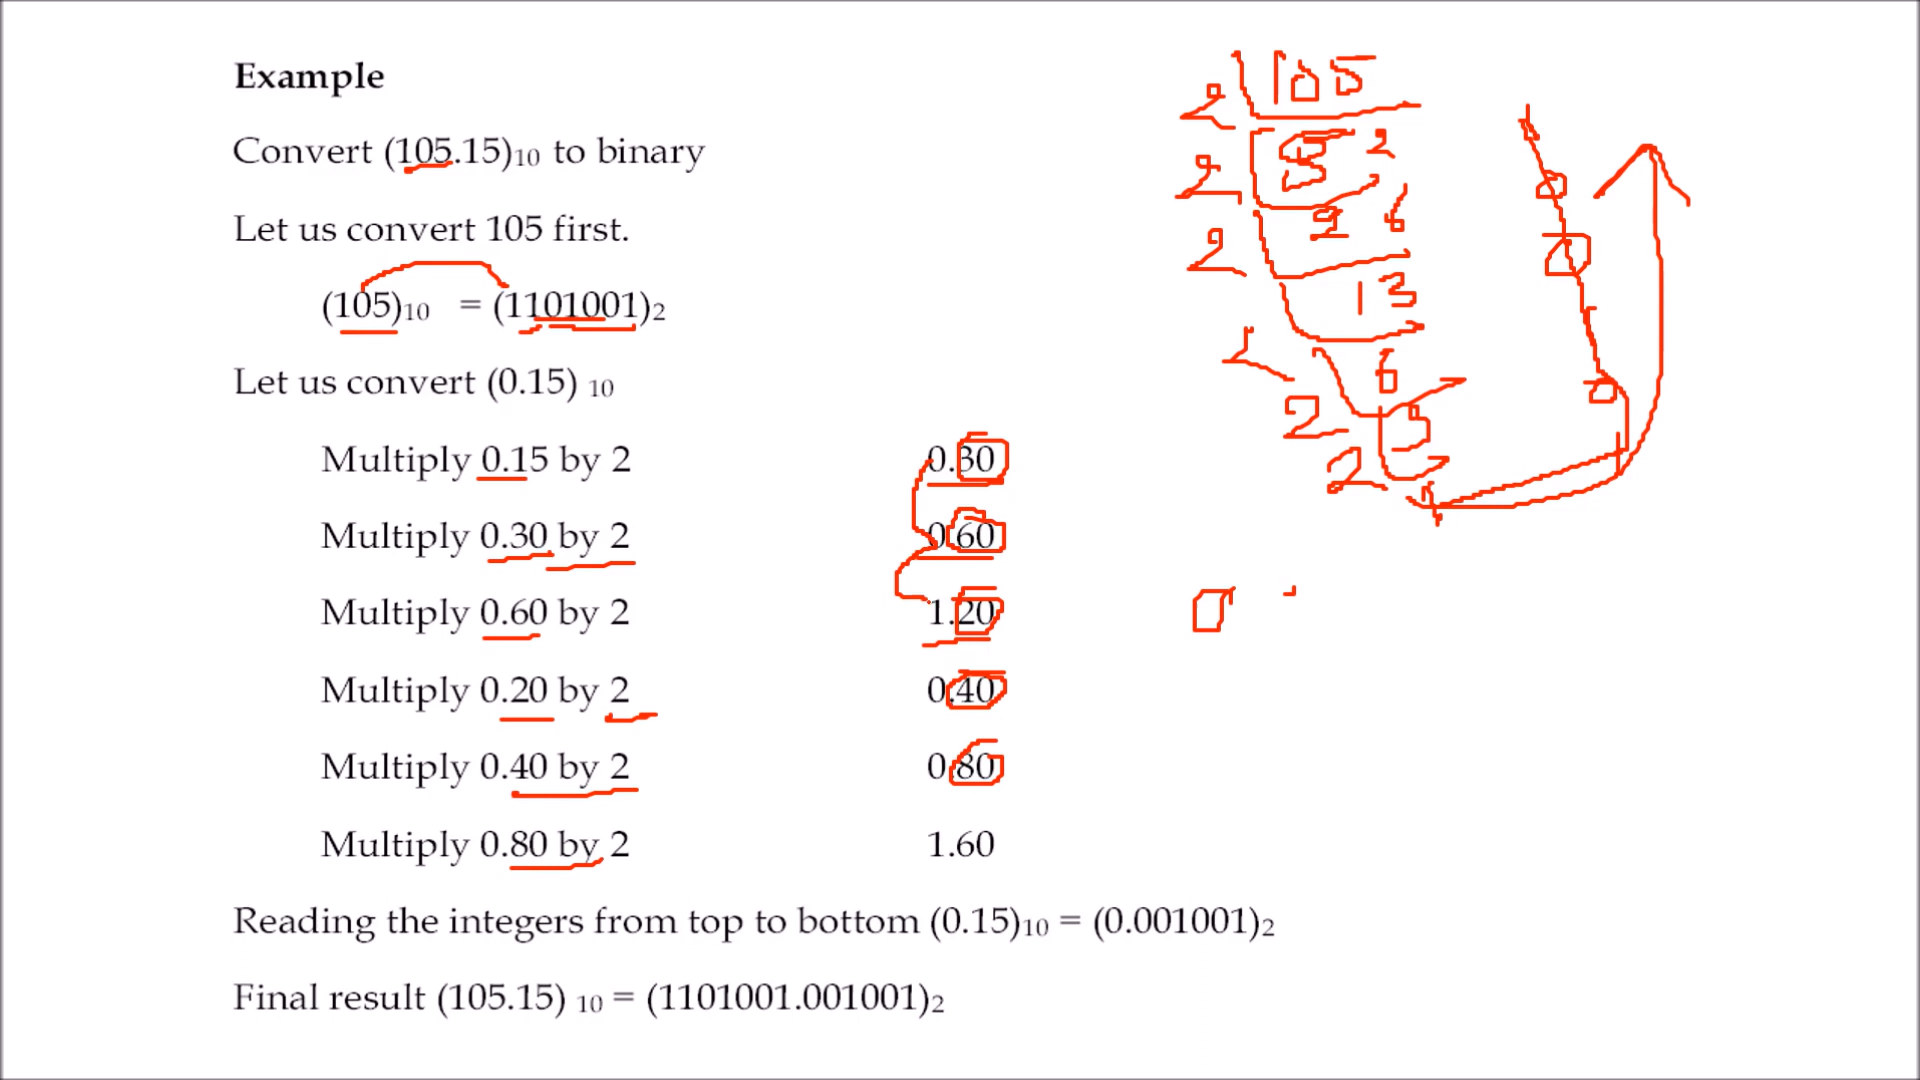 Example
Convert (105.15)10 to binary
Let us convert 105 first.
(105)10 = (1101001)2
Let us convert (0.15) 10
Multiply 0.15 by 2 0.30
Multiply 0.30 by 2 0.60
Multiply 0.60 by 2 1.20
Multiply 0.20 by 2 0.40
Multiply 0.40 by 2 0.80
Multiply 0.80 by 2 1.60
Reading the integers from top to bottom (0.15)10 = (0.001001)2
Final result (105.15) 10 = (1101001.001001)2
105
2
2
2 6
2
13
6
2 3
2